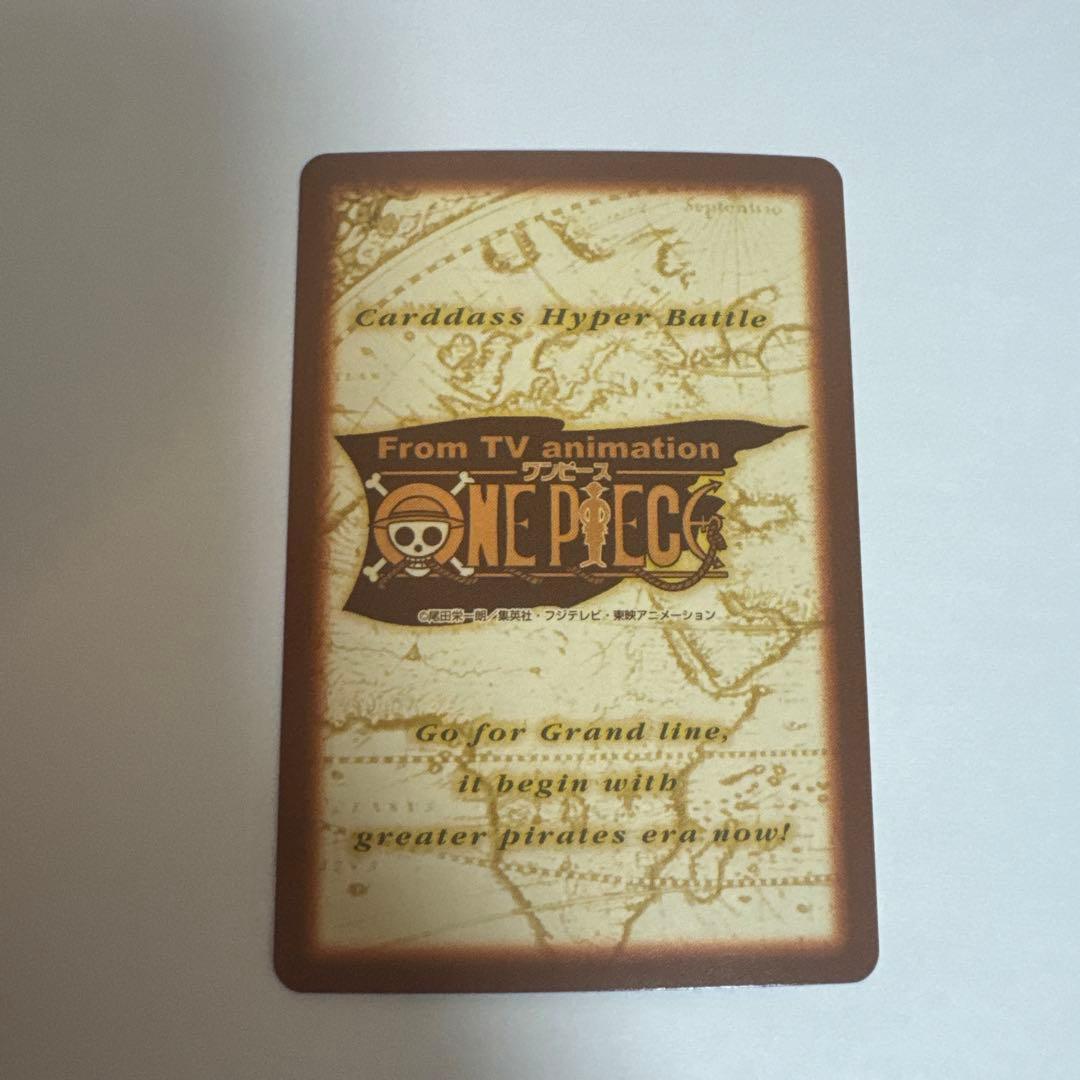 Septentrio
Carddass Hyper Battle
From TV animation
ワンピース
ONE PIECE
©尾田栄一朗／集英社・フジテレビ・東映アニメーション
Go for Grand line,
it begin with
greater pirates era now!